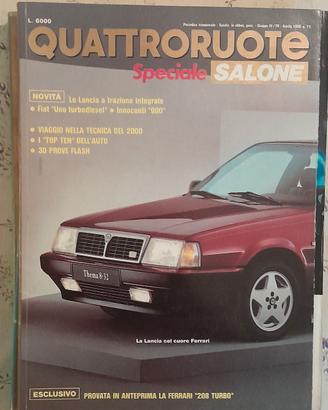 L. 6000
QUATTRORUOTE
Speciale SALONE
NOVITÀ Le Lancia a trazione integrale
Fiat "Uno turbodiesel" • Innocenti "990"
• VIAGGIO NELLA TECNICA DEL 2000
• I "TOP TEN" DELL'AUTO
• 30 PROVE FLASH
Thema 8·32
La Lancia col cuore Ferrari
ESCLUSIVO PROVATA IN ANTEPRIMA LA FERRARI "208 TURBO"